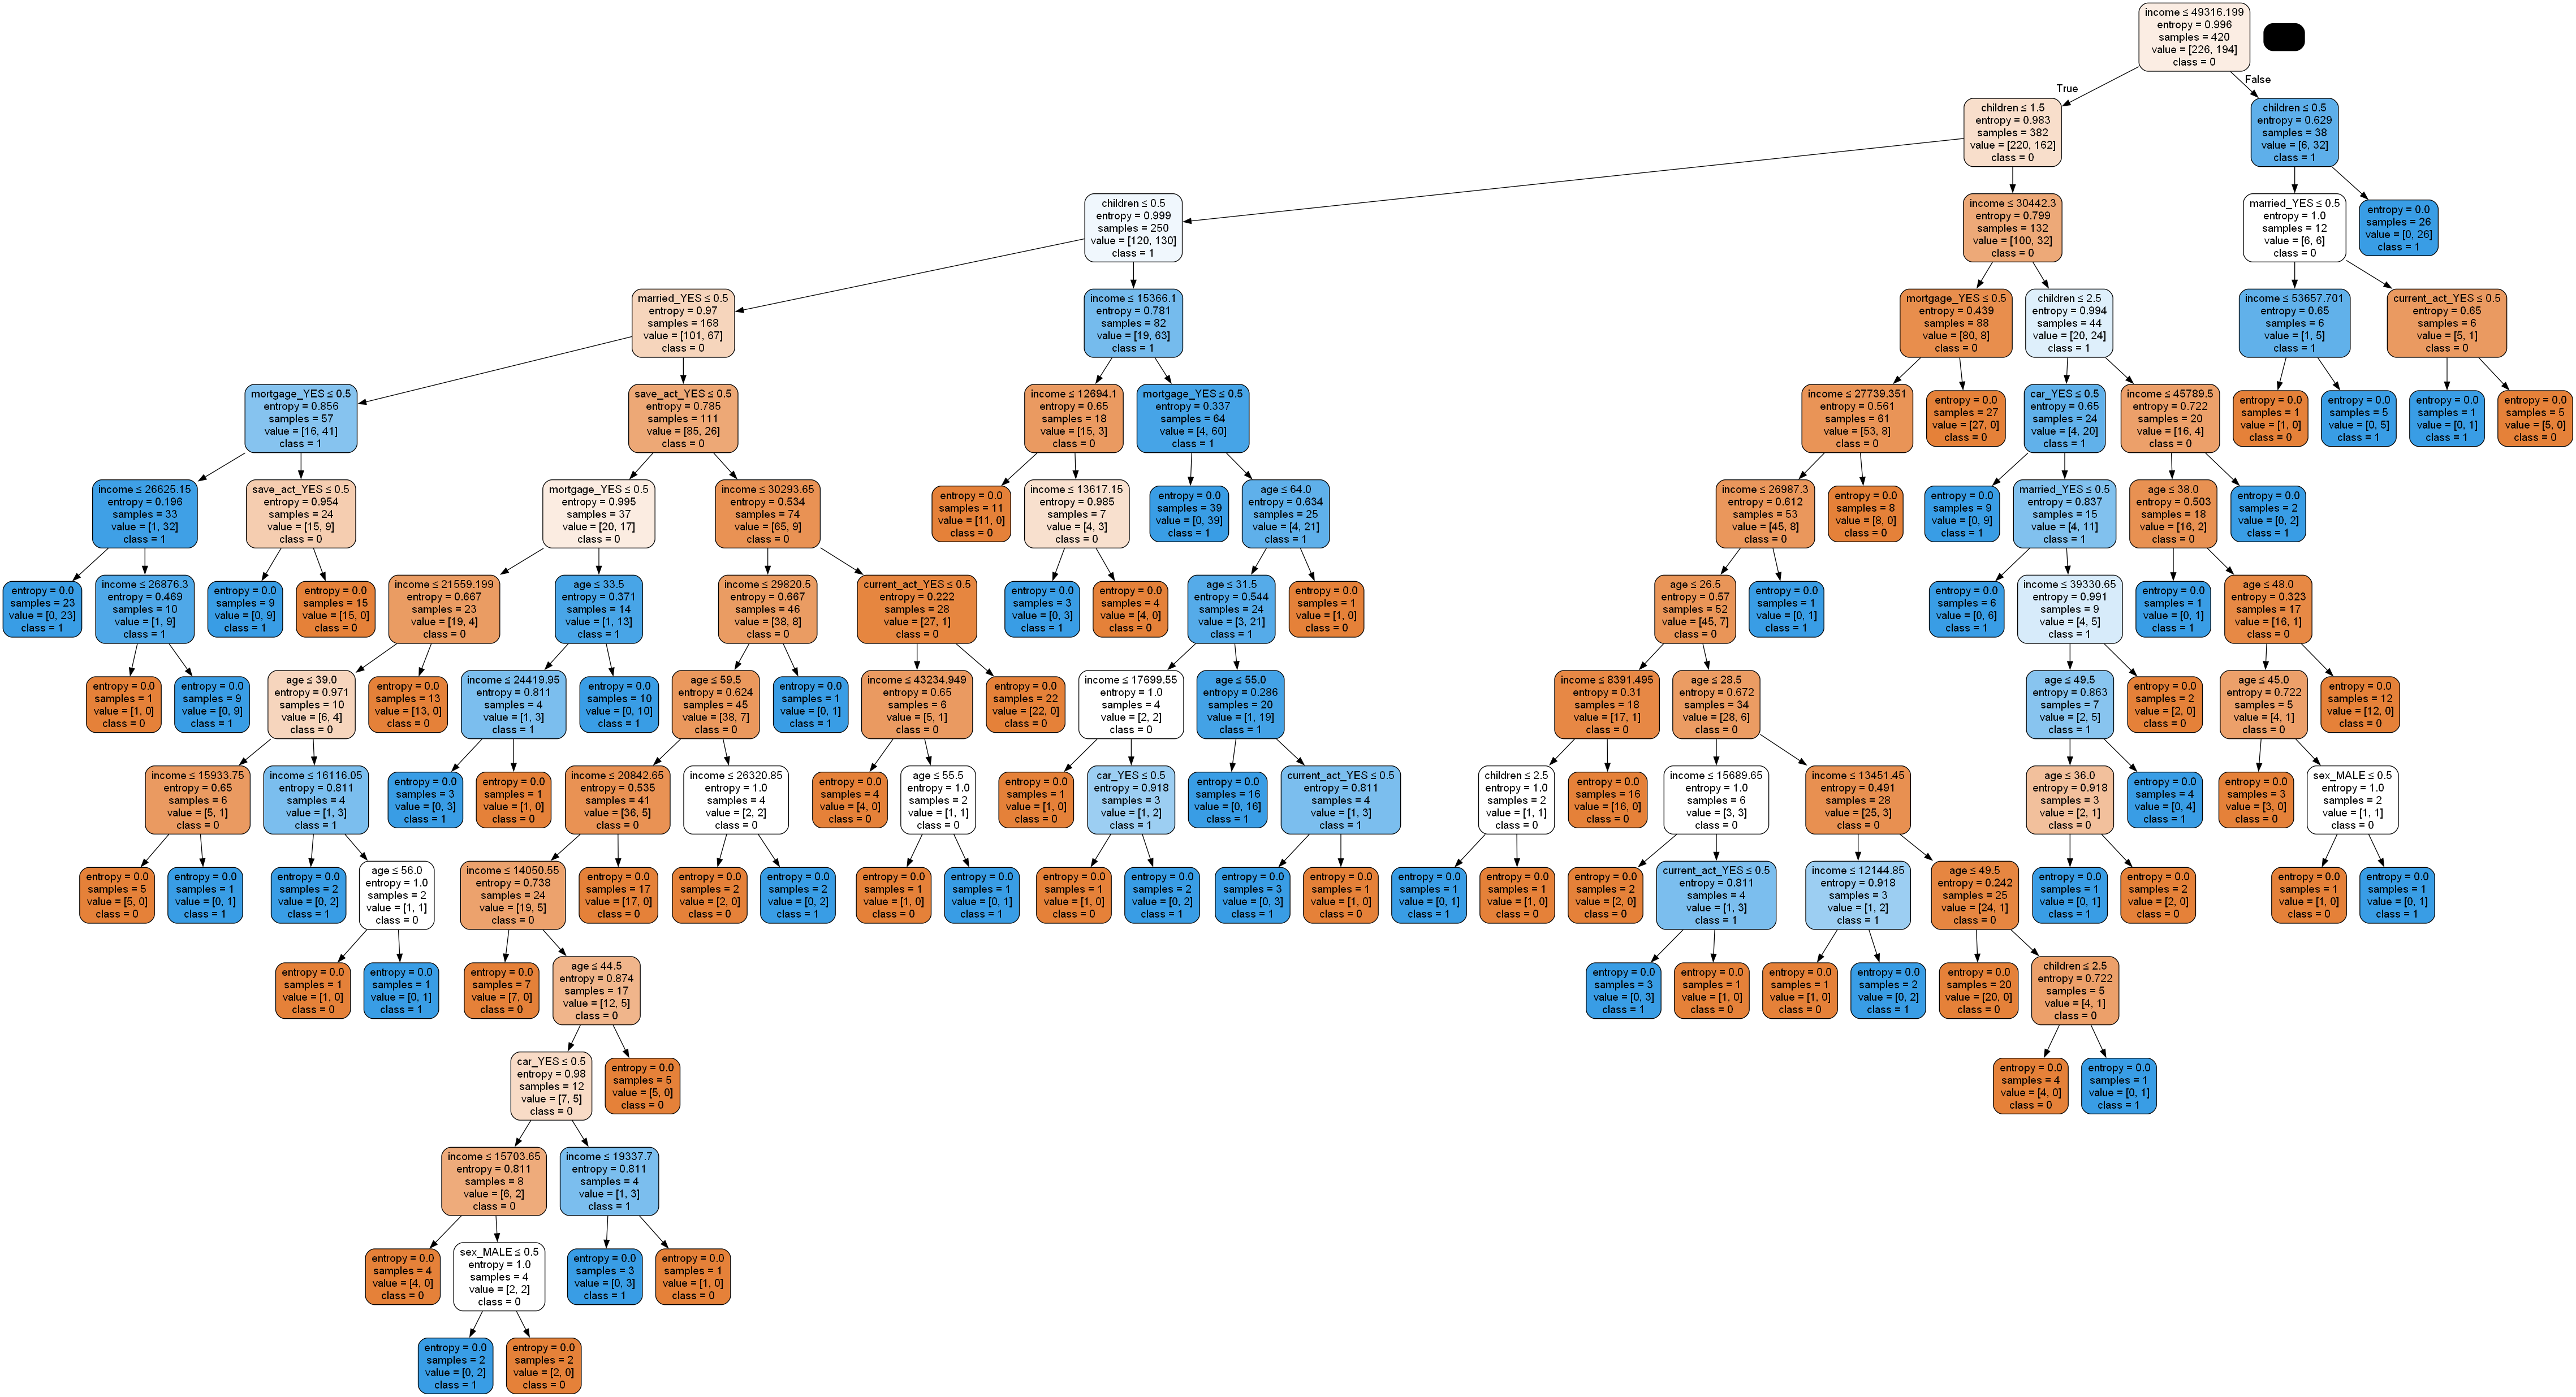 income ≤ 49316.199
entropy = 0.996
samples = 420
value = [226, 194]
class = 0
True
False
children ≤ 1.5
entropy = 0.983
samples = 382
value = [220, 162]
class = 0
children ≤ 0.5
entropy = 0.629
samples = 38
value = [6, 32]
class = 1
children ≤ 0.5
entropy = 0.999
samples = 250
value = [120, 130]
class = 1
income ≤ 30442.3
entropy = 0.799
samples = 132
value = [100, 32]
class = 0
married_YES ≤ 0.5
entropy = 1.0
samples = 12
value = [6, 6]
class = 0
entropy = 0.0
samples = 26
value = [0, 26]
class = 1
married_YES ≤ 0.5
entropy = 0.97
samples = 168
value = [101, 67]
class = 0
income ≤ 15366.1
entropy = 0.781
samples = 82
value = [19, 63]
class = 1
mortgage_YES ≤ 0.5
entropy = 0.439
samples = 88
value = [80, 8]
class = 0
children ≤ 2.5
entropy = 0.994
samples = 44
value = [20, 24]
class = 1
income ≤ 53657.701
entropy = 0.65
samples = 6
value = [1, 5]
class = 1
current_act_YES ≤ 0.5
entropy = 0.65
samples = 6
value = [5, 1]
class = 0
mortgage_YES ≤ 0.5
entropy = 0.856
samples = 57
value = [16, 41]
class = 1
save_act_YES ≤ 0.5
entropy = 0.785
samples = 111
value = [85, 26]
class = 0
income ≤ 12694.1
entropy = 0.65
samples = 18
value = [15, 3]
class = 0
mortgage_YES ≤ 0.5
entropy = 0.337
samples = 64
value = [4, 60]
class = 1
income ≤ 27739.351
entropy = 0.561
samples = 61
value = [53, 8]
class = 0
entropy = 0.0
samples = 27
value = [27, 0]
class = 0
car_YES ≤ 0.5
entropy = 0.65
samples = 24
value = [4, 20]
class = 1
income ≤ 45789.5
entropy = 0.722
samples = 20
value = [16, 4]
class = 0
entropy = 0.0
samples = 1
value = [1, 0]
class = 0
entropy = 0.0
samples = 5
value = [0, 5]
class = 1
entropy = 0.0
samples = 1
value = [0, 1]
class = 1
entropy = 0.0
samples = 5
value = [5, 0]
class = 0
income ≤ 26625.15
entropy = 0.196
samples = 33
value = [1, 32]
class = 1
save_act_YES ≤ 0.5
entropy = 0.954
samples = 24
value = [15, 9]
class = 0
mortgage_YES ≤ 0.5
entropy = 0.995
samples = 37
value = [20, 17]
class = 0
income ≤ 30293.65
entropy = 0.534
samples = 74
value = [65, 9]
class = 0
entropy = 0.0
samples = 11
value = [11, 0]
class = 0
income ≤ 13617.15
entropy = 0.985
samples = 7
value = [4, 3]
class = 0
entropy = 0.0
samples = 39
value = [0, 39]
class = 1
age ≤ 64.0
entropy = 0.634
samples = 25
value = [4, 21]
class = 1
income ≤ 26987.3
entropy = 0.612
samples = 53
value = [45, 8]
class = 0
entropy = 0.0
samples = 8
value = [8, 0]
class = 0
entropy = 0.0
samples = 9
value = [0, 9]
class = 1
married_YES ≤ 0.5
entropy = 0.837
samples = 15
value = [4, 11]
class = 1
age ≤ 38.0
entropy = 0.503
samples = 18
value = [16, 2]
class = 0
entropy = 0.0
samples = 2
value = [0, 2]
class = 1
entropy = 0.0
samples = 23
value = [0, 23]
class = 1
income ≤ 26876.3
entropy = 0.469
samples = 10
value = [1, 9]
class = 1
entropy = 0.0
samples = 9
value = [0, 9]
class = 1
entropy = 0.0
samples = 15
value = [15, 0]
class = 0
income ≤ 21559.199
entropy = 0.667
samples = 23
value = [19, 4]
class = 0
age ≤ 33.5
entropy = 0.371
samples = 14
value = [1, 13]
class = 1
income ≤ 29820.5
entropy = 0.667
samples = 46
value = [38, 8]
class = 0
current_act_YES ≤ 0.5
entropy = 0.222
samples = 28
value = [27, 1]
class = 0
entropy = 0.0
samples = 3
value = [0, 3]
class = 1
entropy = 0.0
samples = 4
value = [4, 0]
class = 0
age ≤ 31.5
entropy = 0.544
samples = 24
value = [3, 21]
class = 1
entropy = 0.0
samples = 1
value = [1, 0]
class = 0
age ≤ 26.5
entropy = 0.57
samples = 52
value = [45, 7]
class = 0
entropy = 0.0
samples = 1
value = [0, 1]
class = 1
entropy = 0.0
samples = 6
value = [0, 6]
class = 1
income ≤ 39330.65
entropy = 0.991
samples = 9
value = [4, 5]
class = 1
entropy = 0.0
samples = 1
value = [0, 1]
class = 1
age ≤ 48.0
entropy = 0.323
samples = 17
value = [16, 1]
class = 0
entropy = 0.0
samples = 1
value = [1, 0]
class = 0
entropy = 0.0
samples = 9
value = [0, 9]
class = 1
age ≤ 39.0
entropy = 0.971
samples = 10
value = [6, 4]
class = 0
entropy = 0.0
samples = 13
value = [13, 0]
class = 0
income ≤ 24419.95
entropy = 0.811
samples = 4
value = [1, 3]
class = 1
entropy = 0.0
samples = 10
value = [0, 10]
class = 1
age ≤ 59.5
entropy = 0.624
samples = 45
value = [38, 7]
class = 0
entropy = 0.0
samples = 1
value = [0, 1]
class = 1
income ≤ 43234.949
entropy = 0.65
samples = 6
value = [5, 1]
class = 0
entropy = 0.0
samples = 22
value = [22, 0]
class = 0
income ≤ 17699.55
entropy = 1.0
samples = 4
value = [2, 2]
class = 0
age ≤ 55.0
entropy = 0.286
samples = 20
value = [1, 19]
class = 1
income ≤ 8391.495
entropy = 0.31
samples = 18
value = [17, 1]
class = 0
age ≤ 28.5
entropy = 0.672
samples = 34
value = [28, 6]
class = 0
age ≤ 49.5
entropy = 0.863
samples = 7
value = [2, 5]
class = 1
entropy = 0.0
samples = 2
value = [2, 0]
class = 0
age ≤ 45.0
entropy = 0.722
samples = 5
value = [4, 1]
class = 0
entropy = 0.0
samples = 12
value = [12, 0]
class = 0
income ≤ 15933.75
entropy = 0.65
samples = 6
value = [5, 1]
class = 0
income ≤ 16116.05
entropy = 0.811
samples = 4
value = [1, 3]
class = 1
entropy = 0.0
samples = 3
value = [0, 3]
class = 1
entropy = 0.0
samples = 1
value = [1, 0]
class = 0
income ≤ 20842.65
entropy = 0.535
samples = 41
value = [36, 5]
class = 0
income ≤ 26320.85
entropy = 1.0
samples = 4
value = [2, 2]
class = 0
entropy = 0.0
samples = 4
value = [4, 0]
class = 0
age ≤ 55.5
entropy = 1.0
samples = 2
value = [1, 1]
class = 0
entropy = 0.0
samples = 1
value = [1, 0]
class = 0
car_YES ≤ 0.5
entropy = 0.918
samples = 3
value = [1, 2]
class = 1
entropy = 0.0
samples = 16
value = [0, 16]
class = 1
current_act_YES ≤ 0.5
entropy = 0.811
samples = 4
value = [1, 3]
class = 1
children ≤ 2.5
entropy = 1.0
samples = 2
value = [1, 1]
class = 0
entropy = 0.0
samples = 16
value = [16, 0]
class = 0
income ≤ 15689.65
entropy = 1.0
samples = 6
value = [3, 3]
class = 0
income ≤ 13451.45
entropy = 0.491
samples = 28
value = [25, 3]
class = 0
age ≤ 36.0
entropy = 0.918
samples = 3
value = [2, 1]
class = 0
entropy = 0.0
samples = 4
value = [0, 4]
class = 1
entropy = 0.0
samples = 3
value = [3, 0]
class = 0
sex_MALE ≤ 0.5
entropy = 1.0
samples = 2
value = [1, 1]
class = 0
entropy = 0.0
samples = 5
value = [5, 0]
class = 0
entropy = 0.0
samples = 1
value = [0, 1]
class = 1
entropy = 0.0
samples = 2
value = [0, 2]
class = 1
age ≤ 56.0
entropy = 1.0
samples = 2
value = [1, 1]
class = 0
income ≤ 14050.55
entropy = 0.738
samples = 24
value = [19, 5]
class = 0
entropy = 0.0
samples = 17
value = [17, 0]
class = 0
entropy = 0.0
samples = 2
value = [2, 0]
class = 0
entropy = 0.0
samples = 2
value = [0, 2]
class = 1
entropy = 0.0
samples = 1
value = [1, 0]
class = 0
entropy = 0.0
samples = 1
value = [0, 1]
class = 1
entropy = 0.0
samples = 1
value = [1, 0]
class = 0
entropy = 0.0
samples = 2
value = [0, 2]
class = 1
entropy = 0.0
samples = 3
value = [0, 3]
class = 1
entropy = 0.0
samples = 1
value = [1, 0]
class = 0
entropy = 0.0
samples = 1
value = [0, 1]
class = 1
entropy = 0.0
samples = 1
value = [1, 0]
class = 0
entropy = 0.0
samples = 2
value = [2, 0]
class = 0
current_act_YES ≤ 0.5
entropy = 0.811
samples = 4
value = [1, 3]
class = 1
income ≤ 12144.85
entropy = 0.918
samples = 3
value = [1, 2]
class = 1
age ≤ 49.5
entropy = 0.242
samples = 25
value = [24, 1]
class = 0
entropy = 0.0
samples = 1
value = [0, 1]
class = 1
entropy = 0.0
samples = 2
value = [2, 0]
class = 0
entropy = 0.0
samples = 1
value = [1, 0]
class = 0
entropy = 0.0
samples = 1
value = [0, 1]
class = 1
entropy = 0.0
samples = 1
value = [1, 0]
class = 0
entropy = 0.0
samples = 1
value = [0, 1]
class = 1
entropy = 0.0
samples = 7
value = [7, 0]
class = 0
age ≤ 44.5
entropy = 0.874
samples = 17
value = [12, 5]
class = 0
entropy = 0.0
samples = 3
value = [0, 3]
class = 1
entropy = 0.0
samples = 1
value = [1, 0]
class = 0
entropy = 0.0
samples = 1
value = [1, 0]
class = 0
entropy = 0.0
samples = 2
value = [0, 2]
class = 1
entropy = 0.0
samples = 20
value = [20, 0]
class = 0
children ≤ 2.5
entropy = 0.722
samples = 5
value = [4, 1]
class = 0
car_YES ≤ 0.5
entropy = 0.98
samples = 12
value = [7, 5]
class = 0
entropy = 0.0
samples = 5
value = [5, 0]
class = 0
entropy = 0.0
samples = 4
value = [4, 0]
class = 0
entropy = 0.0
samples = 1
value = [0, 1]
class = 1
income ≤ 15703.65
entropy = 0.811
samples = 8
value = [6, 2]
class = 0
income ≤ 19337.7
entropy = 0.811
samples = 4
value = [1, 3]
class = 1
entropy = 0.0
samples = 4
value = [4, 0]
class = 0
sex_MALE ≤ 0.5
entropy = 1.0
samples = 4
value = [2, 2]
class = 0
entropy = 0.0
samples = 3
value = [0, 3]
class = 1
entropy = 0.0
samples = 1
value = [1, 0]
class = 0
entropy = 0.0
samples = 2
value = [0, 2]
class = 1
entropy = 0.0
samples = 2
value = [2, 0]
class = 0